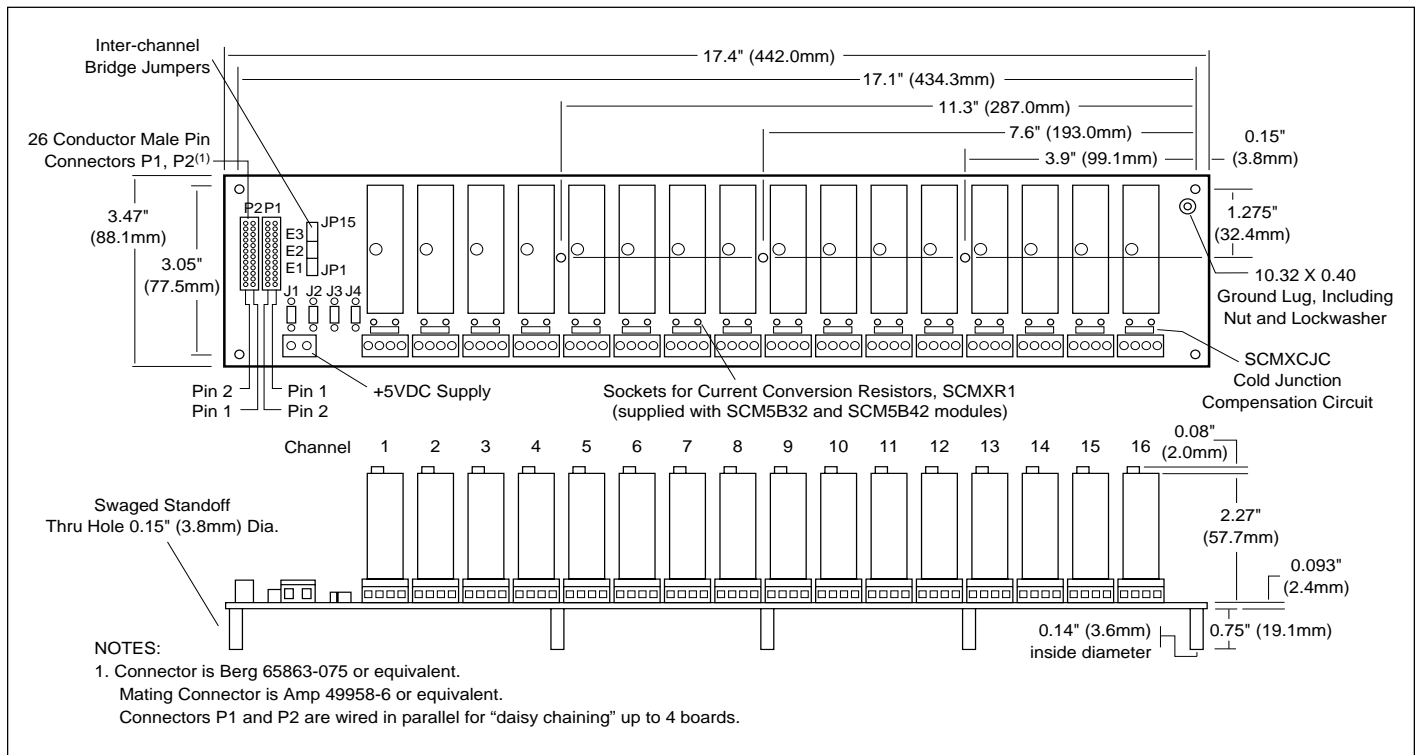 Inter-channel
Bridge Jumpers
17.4" (442.0mm)
17.1" (434.3mm)
11.3" (287.0mm)
7.6" (193.0mm)
3.9" (99.1mm)
0.15"
(3.8mm)
26 Conductor Male Pin
Connectors P1, P2(1)
3.47"
(88.1mm)
3.05"
(77.5mm)
P2 P1
JP15
E3
E2
E1
JP1
J1 J2 J3 J4
1.275"
(32.4mm)
10.32 X 0.40
Ground Lug, Including
Nut and Lockwasher
SCMXCJC
Cold Junction
Compensation Circuit
Pin 2
Pin 1
Pin 1
Pin 2
+5VDC Supply
Sockets for Current Conversion Resistors, SCMXR1
(supplied with SCM5B32 and SCM5B42 modules)
Channel 1 2 3 4 5 6 7 8 9 10 11 12 13 14 15 16
0.08"
(2.0mm)
Swaged Standoff
Thru Hole 0.15" (3.8mm) Dia.
2.27"
(57.7mm)
0.093"
(2.4mm)
0.14" (3.6mm)
inside diameter
0.75" (19.1mm)
NOTES:
1. Connector is Berg 65863-075 or equivalent.
Mating Connector is Amp 49958-6 or equivalent.
Connectors P1 and P2 are wired in parallel for “daisy chaining” up to 4 boards.